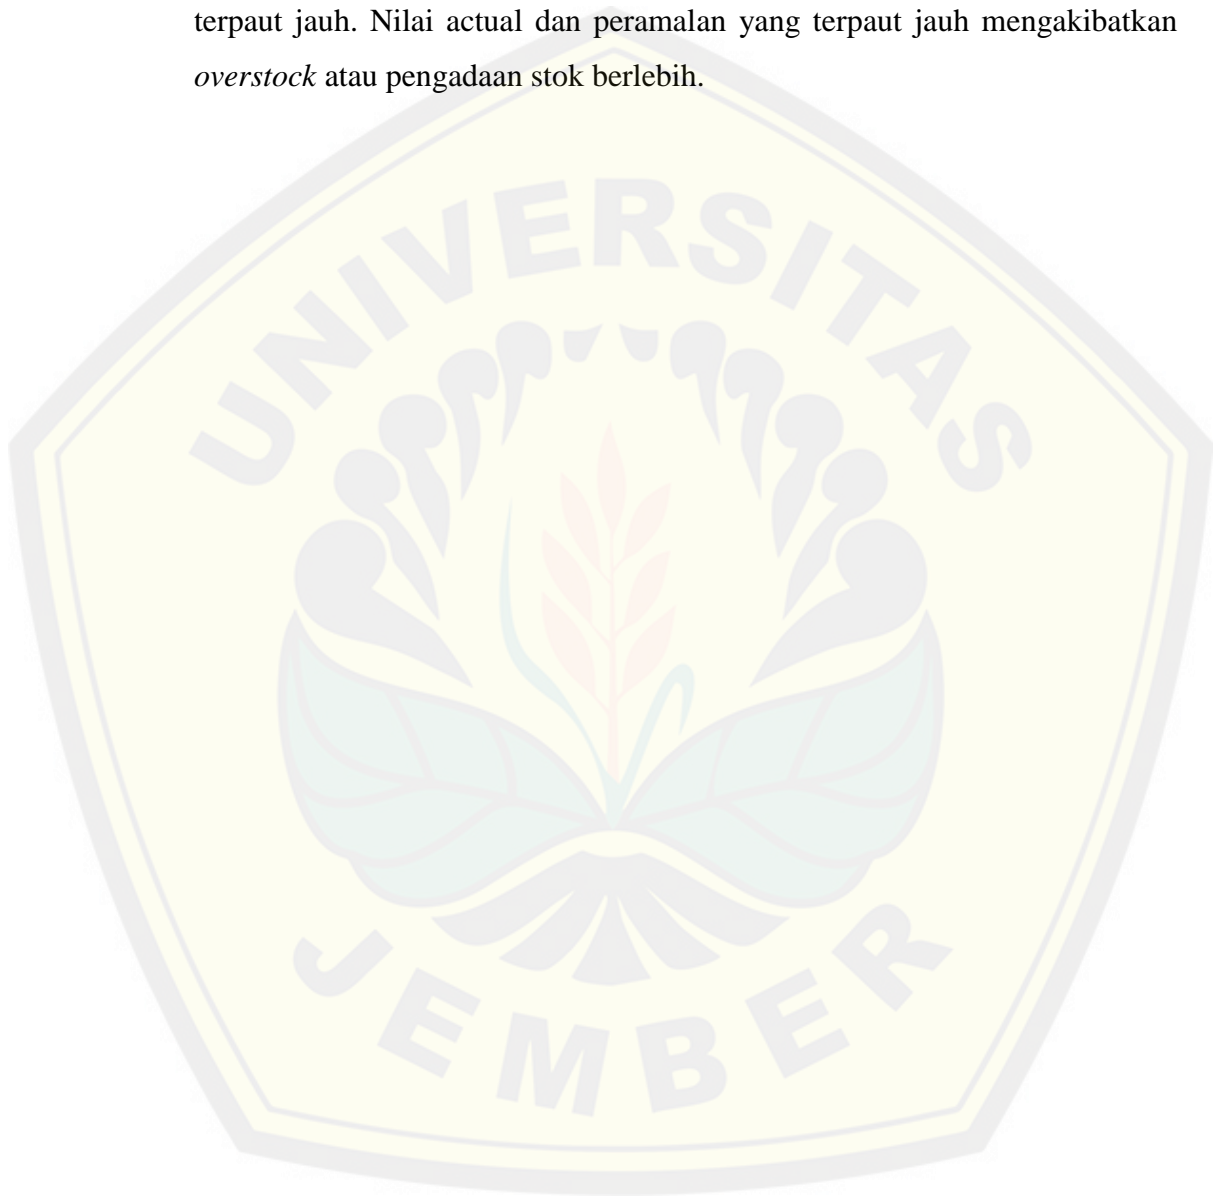 terpaut jauh. Nilai actual dan peramalan yang terpaut jauh mengakibatkan
overstock atau pengadaan stok berlebih.
UNIVERSITAS
JEMBER